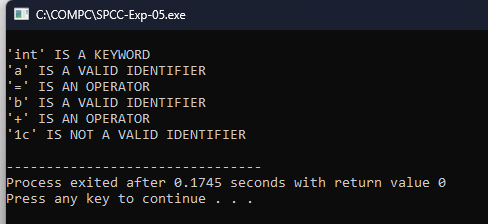 C:\COMPC\SPCC-Exp-05.exe
'int' IS A KEYWORD
'a' IS A VALID IDENTIFIER
'=' IS AN OPERATOR
'b' IS A VALID IDENTIFIER
'+' IS AN OPERATOR
'1c' IS NOT A VALID IDENTIFIER
--------------------------------
Process exited after 0.1745 seconds with return value 0
Press any key to continue . . .